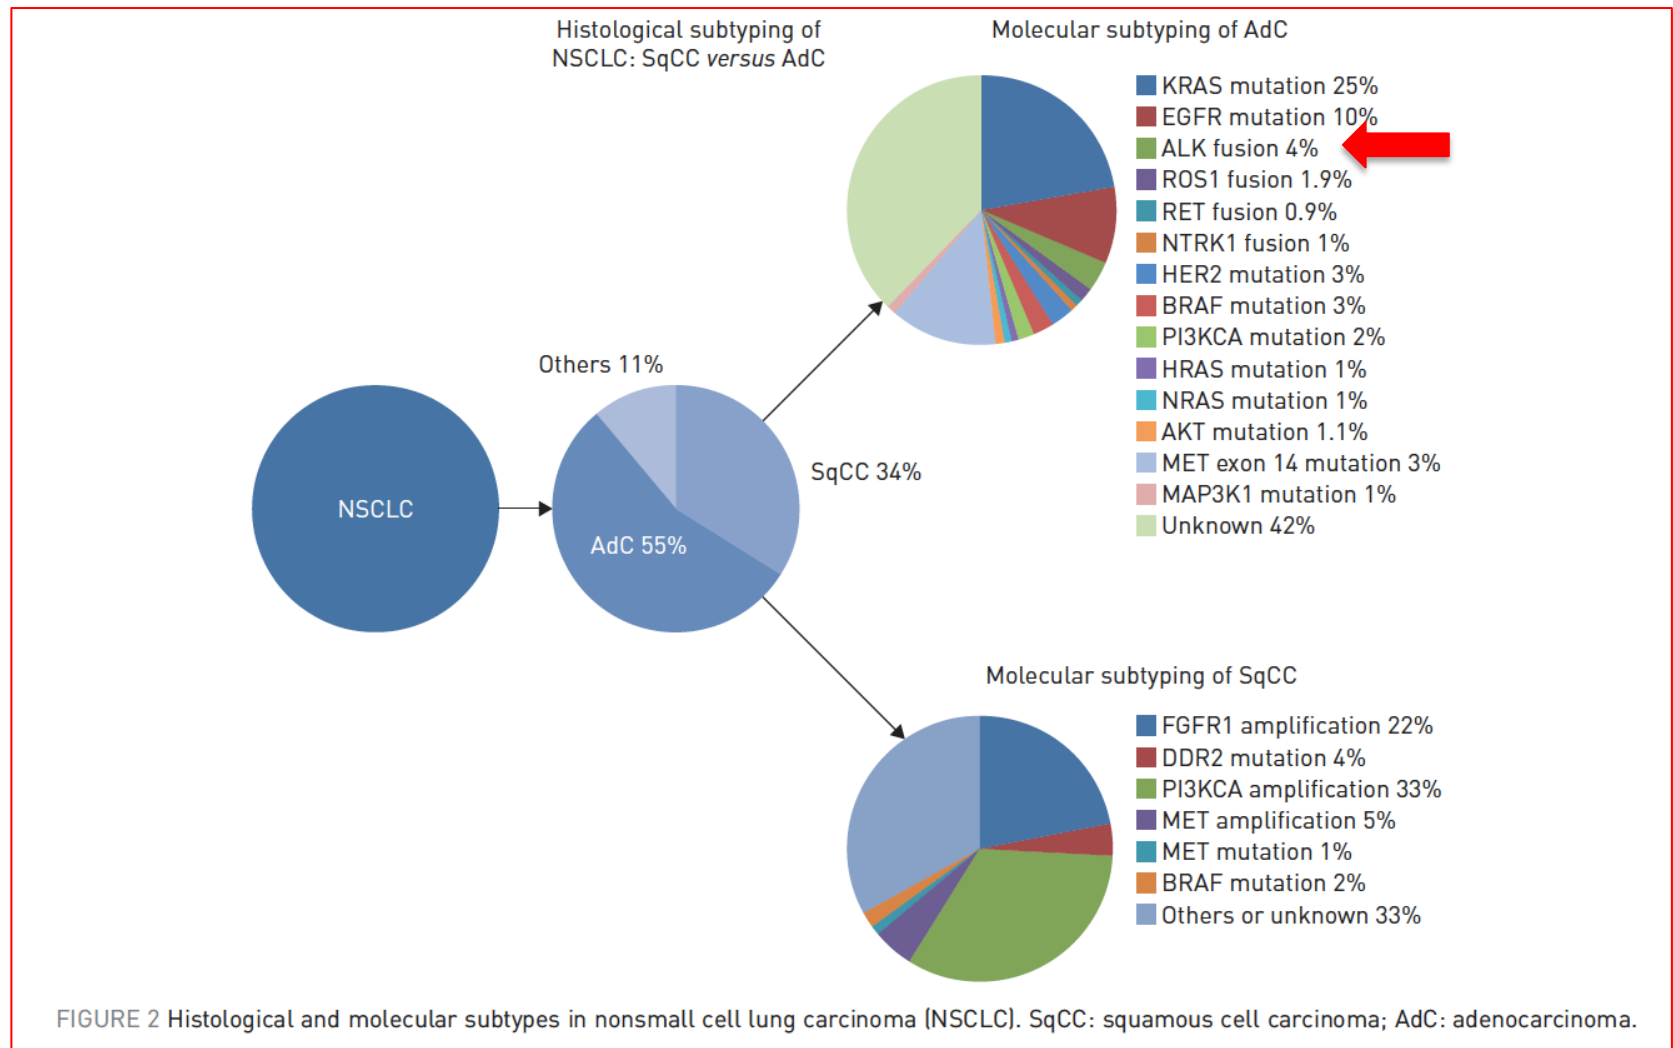 Histological subtyping of
NSCLC: SqCC versus AdC
Molecular subtyping of AdC
KRAS mutation 25%
EGFR mutation 10%
ALK fusion 4%
ROS1 fusion 1.9%
RET fusion 0.9%
NTRK1 fusion 1%
HER2 mutation 3%
BRAF mutation 3%
PI3KCA mutation 2%
HRAS mutation 1%
NRAS mutation 1%
AKT mutation 1.1%
MET exon 14 mutation 3%
MAP3K1 mutation 1%
Unknown 42%
Others 11%
SqCC 34%
NSCLC
AdC 55%
Molecular subtyping of SqCC
FGFR1 amplification 22%
DDR2 mutation 4%
PI3KCA amplification 33%
MET amplification 5%
MET mutation 1%
BRAF mutation 2%
Others or unknown 33%
FIGURE 2 Histological and molecular subtypes in nonsmall cell lung carcinoma (NSCLC). SqCC: squamous cell carcinoma; AdC: adenocarcinoma.